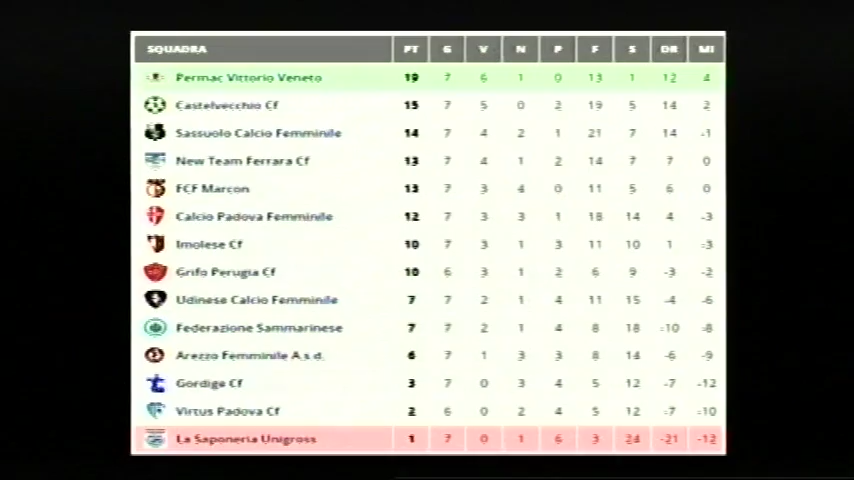 SQUADRA PT G V N P F S DR MI
Permac Vittorio Veneto 19 7 6 1 0 13 1 12 4
Castelvecchio Cf 15 7 5 0 2 19 5 14 2
Sassuolo Calcio Femminile 14 7 4 2 1 21 7 14 -1
New Team Ferrara Cf 13 7 4 1 2 14 7 7 0
FCF Marcon 13 7 3 4 0 11 5 6 0
Calcio Padova Femminile 12 7 3 3 1 18 14 4 -3
Imolese Cf 10 7 3 1 3 11 10 1 -3
Grifo Perugia Cf 10 6 3 1 2 6 9 -3 -2
Udinese Calcio Femminile 7 7 2 1 4 11 15 -4 -6
Federazione Sammarinese 7 7 2 1 4 8 18 -10 -8
Arezzo Femminile A.s.d. 6 7 1 3 3 8 14 -6 -9
Gordige Cf 3 7 0 3 4 5 12 -7 -12
Virtus Padova Cf 2 6 0 2 4 5 12 -7 -10
La Saponeria Unigross 1 7 0 1 6 3 24 -21 -12